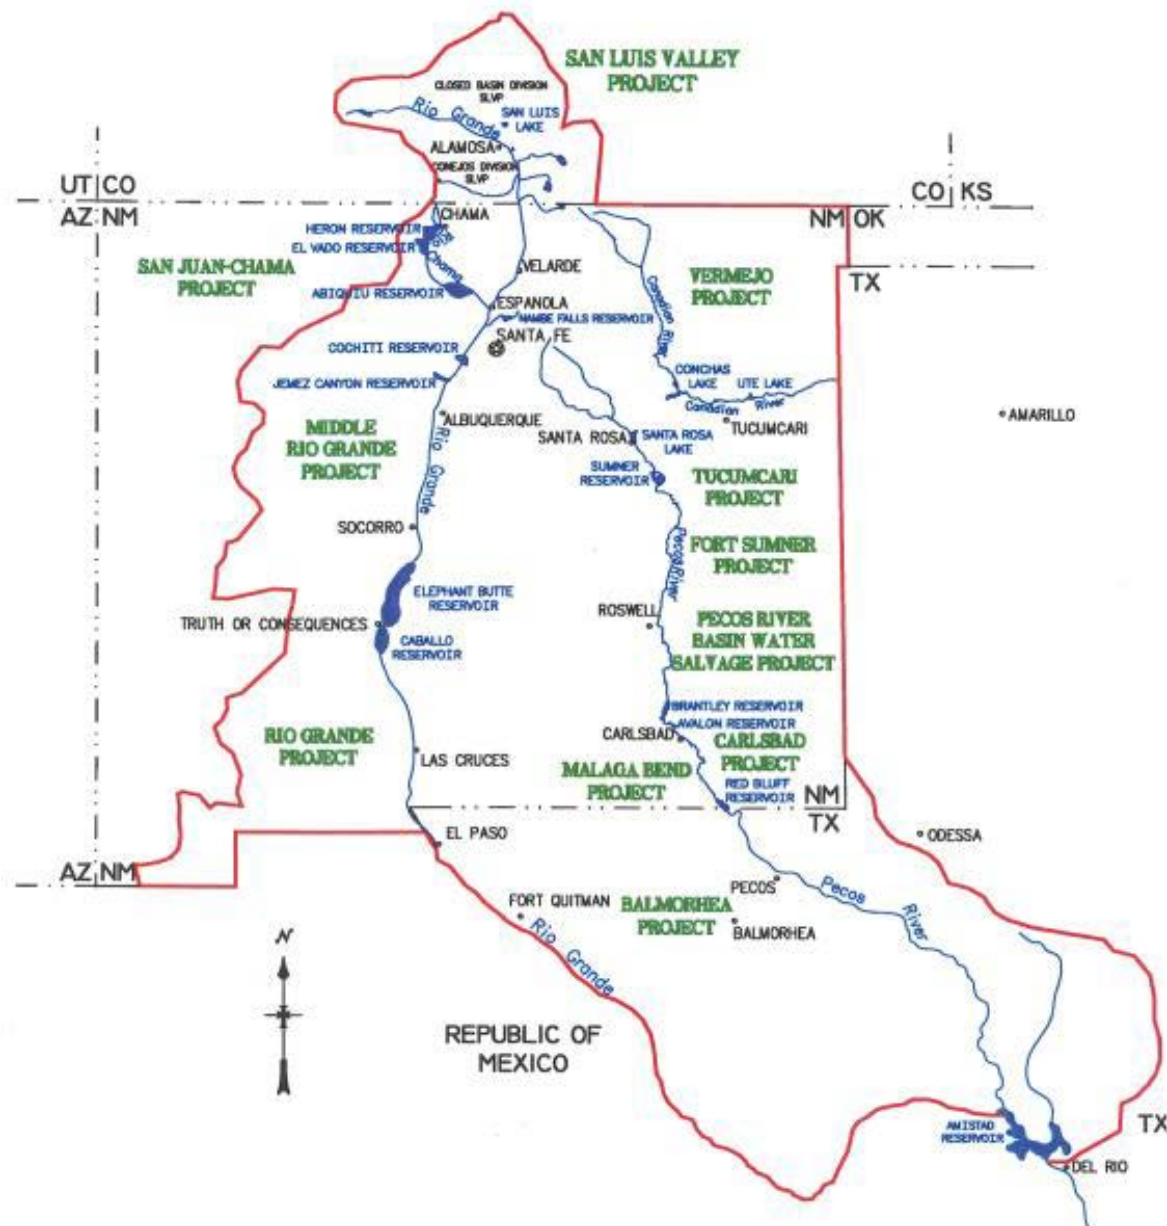 SAN LUIS VALLEY
PROJECT
CLOSED BASIN DIVISION
SLVP
Rio Grande
SAN LUIS
LAKE
ALAMOSA
CONEJOS DIVISION
SLVP
UT CO
CO KS
AZ NM
NM OK
CHAMA
HERON RESERVOIR
EL VADO RESERVOIR
Rio Chama
SAN JUAN-CHAMA
PROJECT
VELARDE
VERMEJO
PROJECT
TX
ABIQUIU RESERVOIR
ESPANOLA
NAMBE FALLS RESERVOIR
Canadian River
SANTA FE
COCHITI RESERVOIR
JEMEZ CANYON RESERVOIR
CONCHAS
LAKE
UTE LAKE
Canadian River
ALBUQUERQUE
TUCUMCARI
AMARILLO
MIDDLE
RIO GRANDE
PROJECT
Rio Grande
SANTA ROSA
SANTA ROSA
LAKE
SUMNER
RESERVOIR
TUCUMCARI
PROJECT
SOCORRO
Pecos River
FORT SUMNER
PROJECT
ELEPHANT BUTTE
RESERVOIR
TRUTH OR CONSEQUENCES
CABALLO
RESERVOIR
ROSWELL
PECOS RIVER
BASIN WATER
SALVAGE PROJECT
BRANTLEY RESERVOIR
AVALON RESERVOIR
CARLSBAD
CARLSBAD
PROJECT
RIO GRANDE
PROJECT
LAS CRUCES
MALAGA BEND
PROJECT
RED BLUFF
RESERVOIR
NM
TX
EL PASO
ODESSA
AZ NM
PECOS
Pecos River
FORT QUITMAN
BALMORHEA
PROJECT
BALMORHEA
Rio Grande
N
REPUBLIC OF
MEXICO
AMISTAD
RESERVOIR
TX
DEL RIO